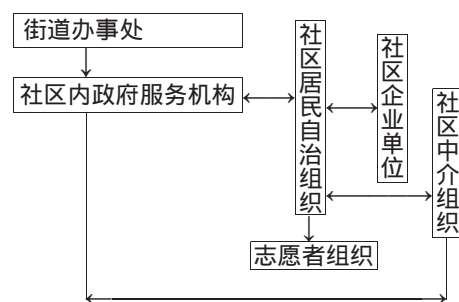 街道办事处
社区内政府服务机构
社区居民自治组织
社区企业单位
社区中介组织
志愿者组织